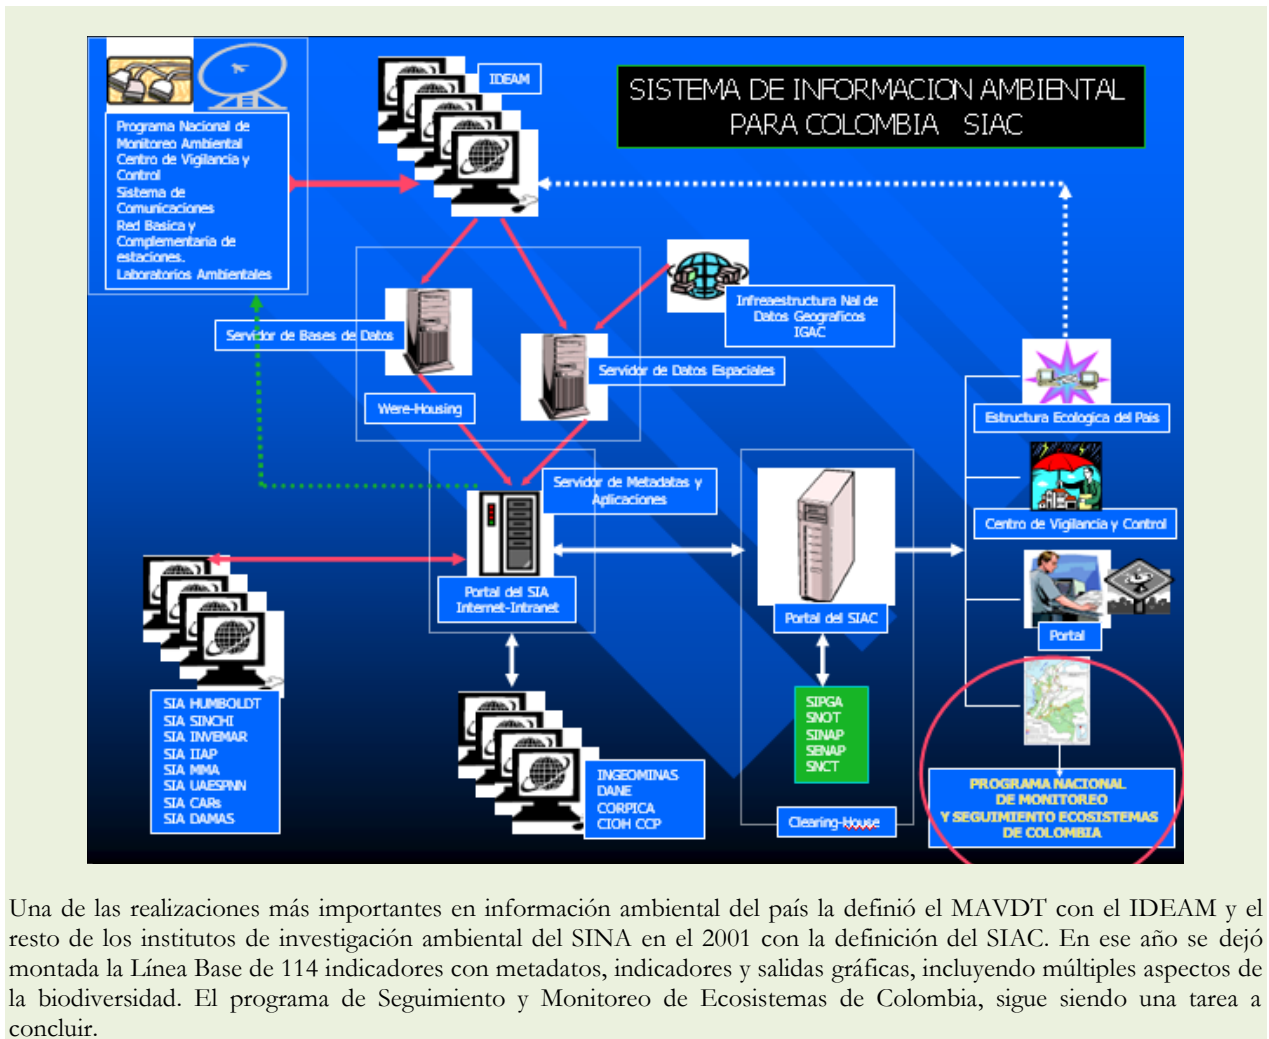 SISTEMA DE INFORMACION AMBIENTAL
PARA COLOMBIA SIAC
IDEAM
Programa Nacional de
Monitoreo Ambiental
Centro de Vigilancia y
Control
Sistema de
Comunicaciones
Red Basica y
Complementaria de
estaciones.
Laboratorios Ambientales
Infreaestructura Nal de
Datos Geograficos
IGAC
Servidor de Bases de Datos
Servidor de Datos Espaciales
Were-Housing
Estructura Ecologica del Pais
Servidor de Metadatas y
Aplicaciones
Centro de Vigilancia y Control
Portal del SIA
Internet-Intranet
Portal del SIAC
Portal
SIA HUMBOLDT
SIA SINCHI
SIA INVEMAR
SIA IIAP
SIA MMA
SIA UAESPNN
SIA CARs
SIA DAMAS
INGEOMINAS
DANE
CORPICA
CIOH CCP
SIPGA
SNOT
SINAP
SENAP
SNCT
Clearing-House
PROGRAMA NACIONAL
DE MONITOREO
Y SEGUIMIENTO ECOSISTEMAS
DE COLOMBIA
Una de las realizaciones más importantes en información ambiental del país la definió el MAVDT con el IDEAM y el
resto de los institutos de investigación ambiental del SINA en el 2001 con la definición del SIAC. En ese año se dejó
montada la Línea Base de 114 indicadores con metadatos, indicadores y salidas gráficas, incluyendo múltiples aspectos de
la biodiversidad. El programa de Seguimiento y Monitoreo de Ecosistemas de Colombia, sigue siendo una tarea a
concluir.